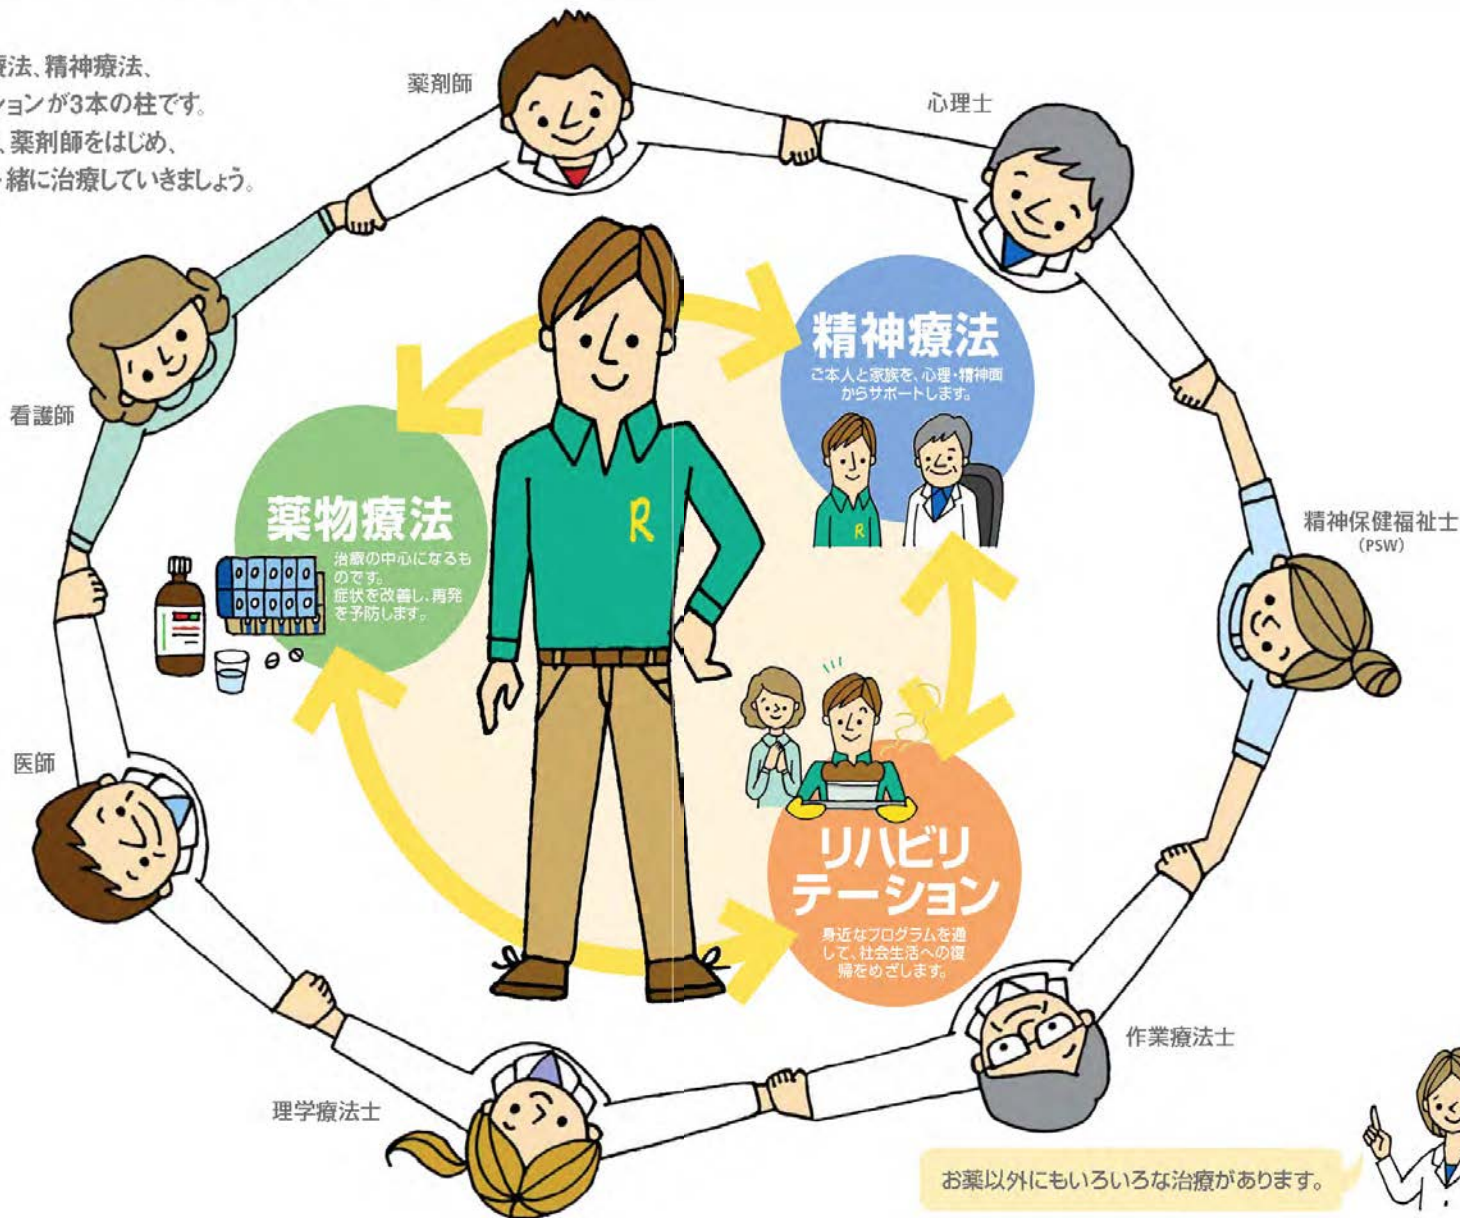 療法、精神療法、
ションが3本の柱です。
、薬剤師をはじめ、
緒に治療していきましょう。
薬剤師
心理士
看護師
精神療法
ご本人と家族を、心理・精神面
からサポートします。
R
薬物療法
治療の中心になるも
のです。
症状を改善し、再発
を予防します。
R
精神保健福祉士
(PSW)
医師
リハビリ
テーション
身近なプログラムを通
して、社会生活への復
帰をめざします。
作業療法士
理学療法士
お薬以外にもいろいろな治療があります。